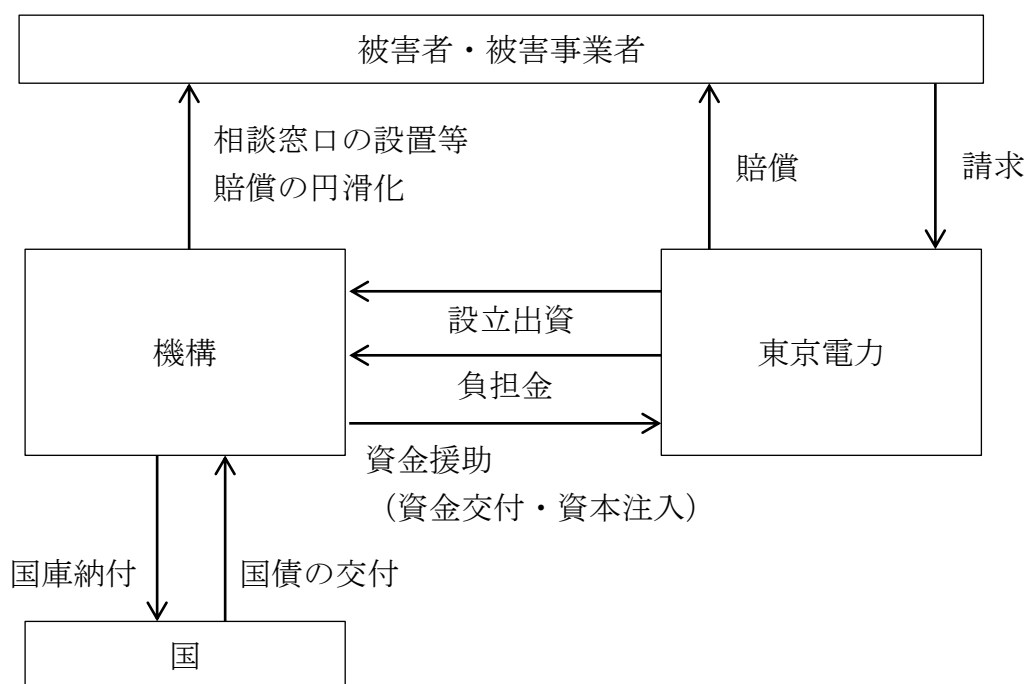 被害者・被害事業者
相談窓口の設置等
賠償の円滑化
賠償
請求
機構
設立出資
負担金
資金援助
（資金交付・資本注入）
東京電力
国庫納付
国債の交付
国